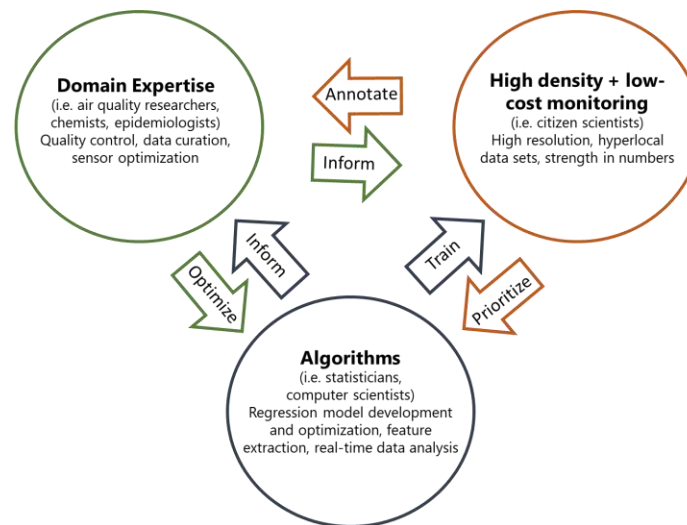 Domain Expertise
(i.e. air quality researchers,
chemists, epidemiologists)
Quality control, data curation,
sensor optimization
Annotate
Inform
High density + low-
cost monitoring
(i.e. citizen scientists)
High resolution, hyperlocal
data sets, strength in numbers
Optimize
Inform
Train
Prioritize
Algorithms
(i.e. statisticians,
computer scientists)
Regression model development
and optimization, feature
extraction, real-time data analysis